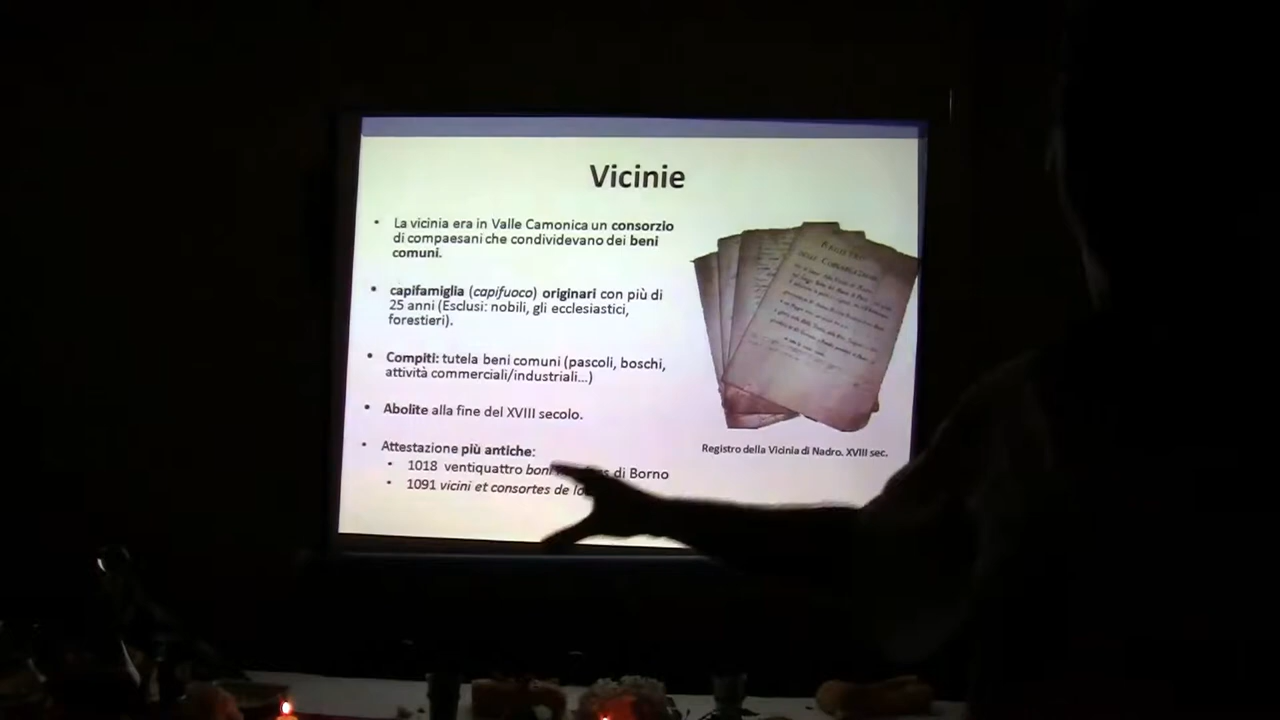 Vicinie
• La vicinia era in Valle Camonica un consorzio
di compaesani che condividevano dei beni
comuni.
• capifamiglia (capifuoco) originari con più di
25 anni (Esclusi: nobili, gli ecclesiastici,
forestieri).
• Compiti: tutela beni comuni (pascoli, boschi,
attività commerciali/industriali...)
• Abolite alla fine del XVIII secolo.
• Attestazione più antiche:
• 1018 ventiquattro boni di Borno
• 1091 vicini et consortes de
Registro della Vicinia di Nadro. XVIII sec.